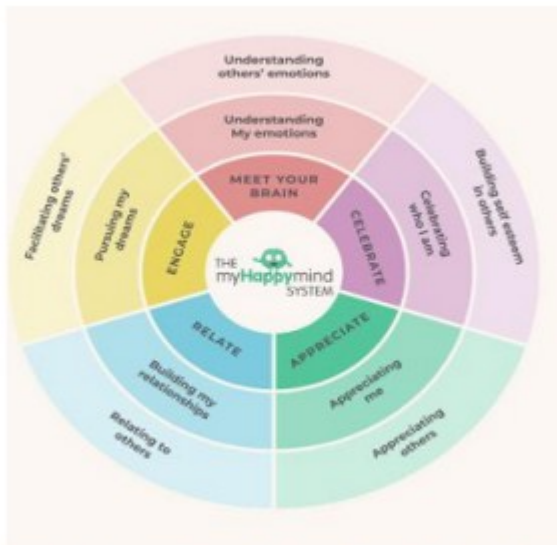 Understanding
others' emotions
Understanding
My emotions
MEET YOUR
BRAIN
Building self esteem
in others
Celebrating
who I am
CELEBRATE
Appreciating
others
Appreciating
me
APPRECIATE
Relating to
others
Building my
relationships
RELATE
Facilitating others'
dreams
Pursuing my
dreams
ENGAGE
THE
myHappymind
SYSTEM